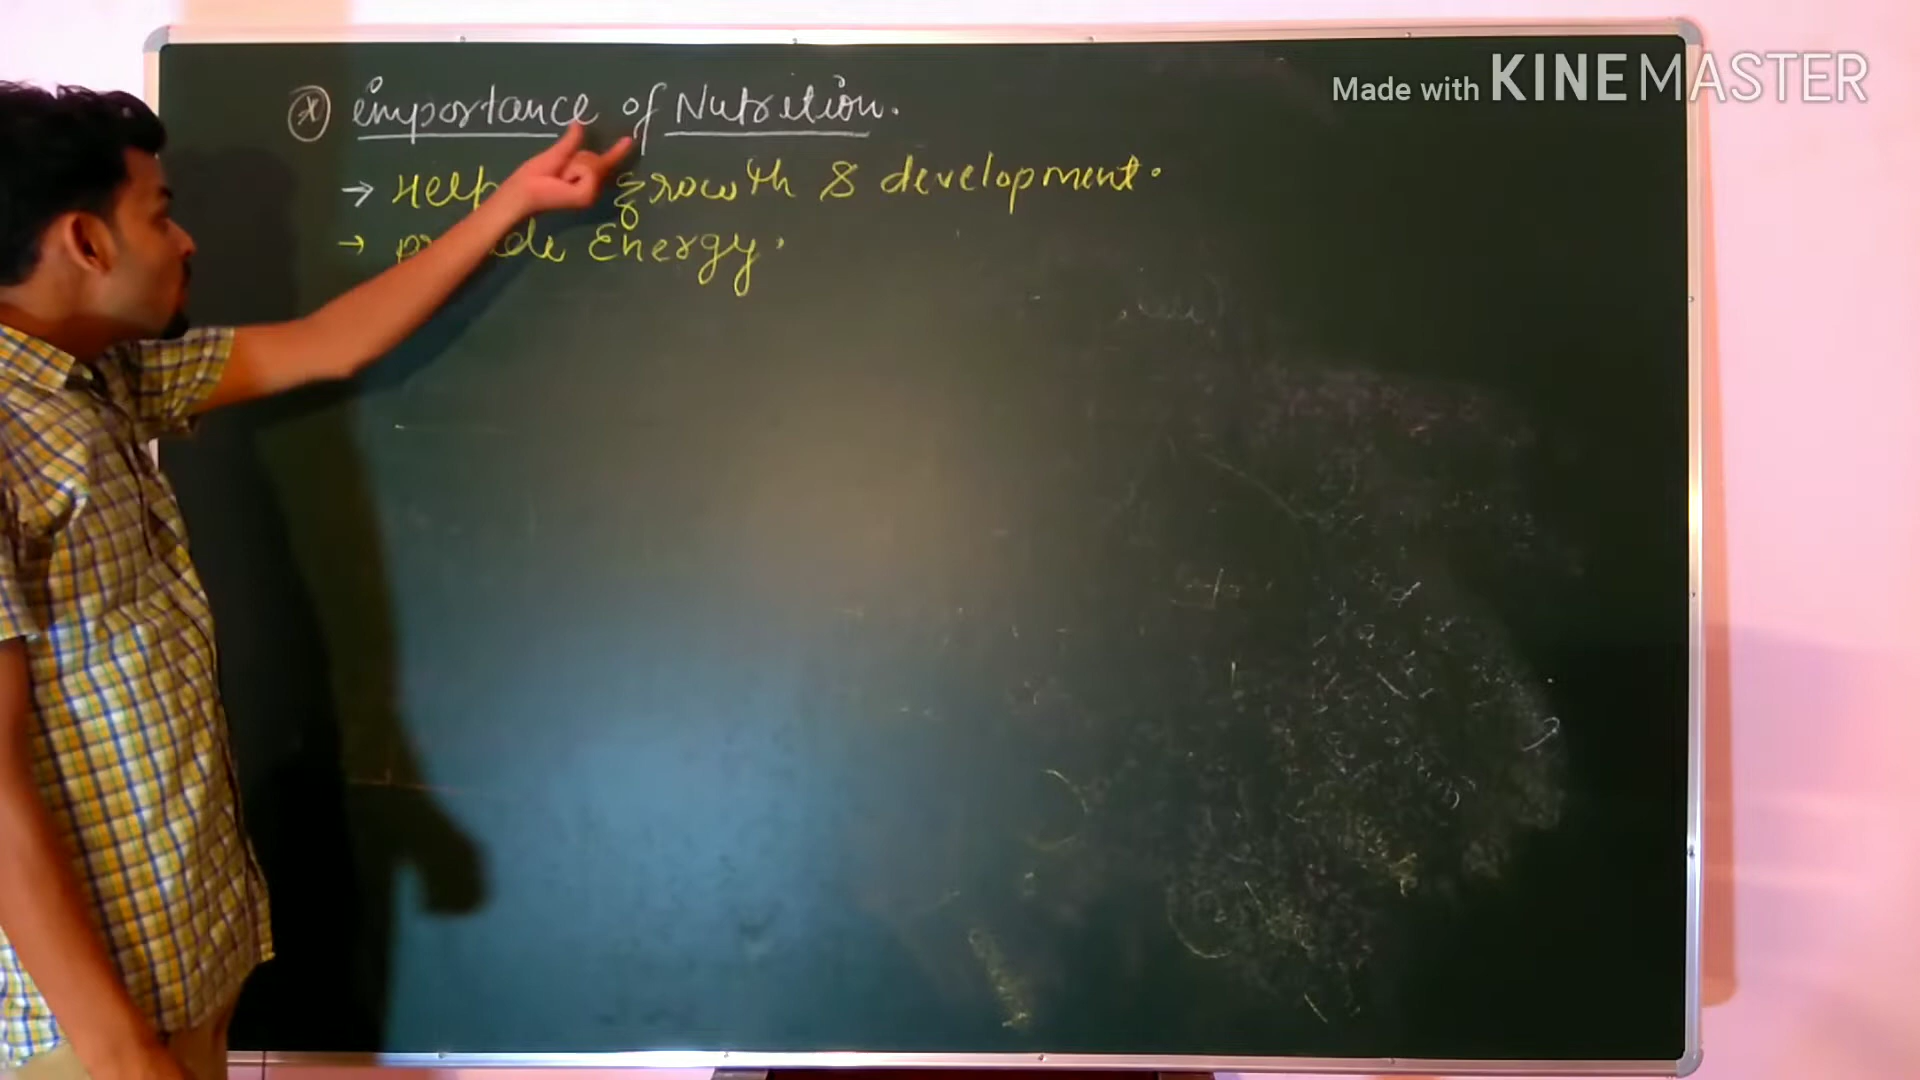 Made with KINEMASTER
importance of Nutrition.
→ Help growth & development.
→ Energy.